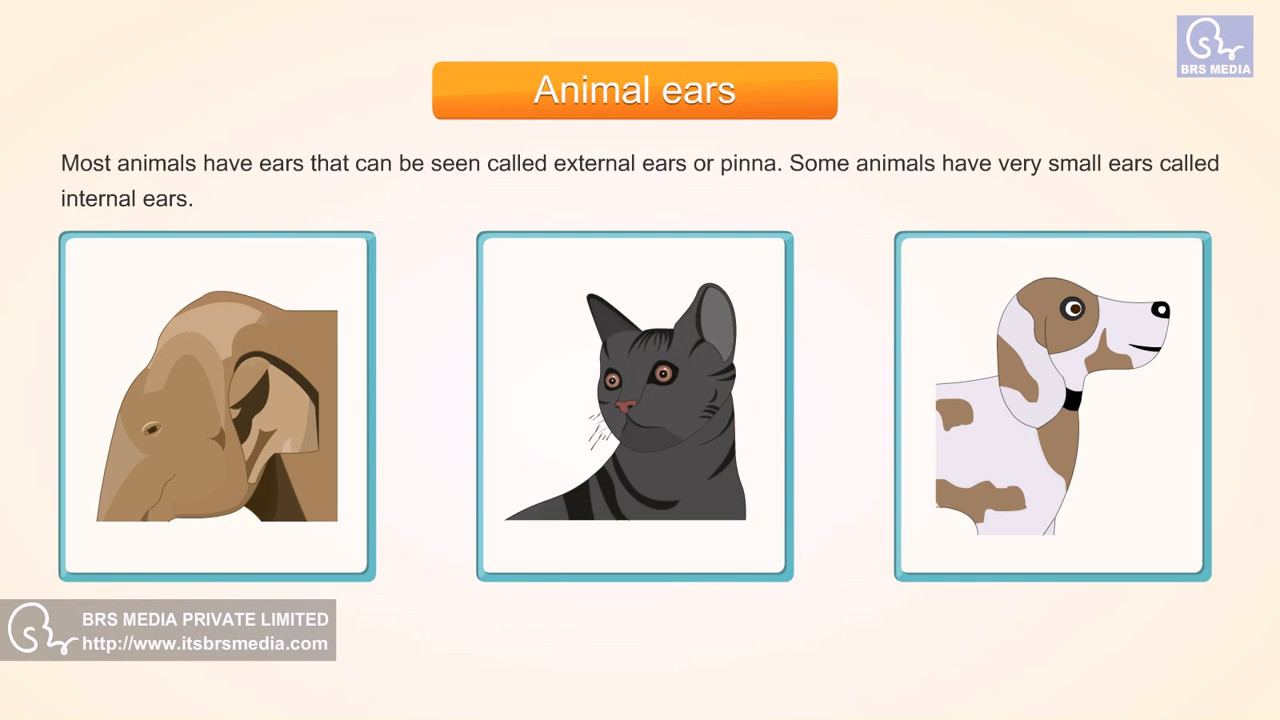 BRS MEDIA
Animal ears
Most animals have ears that can be seen called external ears or pinna. Some animals have very small ears called
internal ears.
BRS MEDIA PRIVATE LIMITED
http://www.itsbrsmedia.com